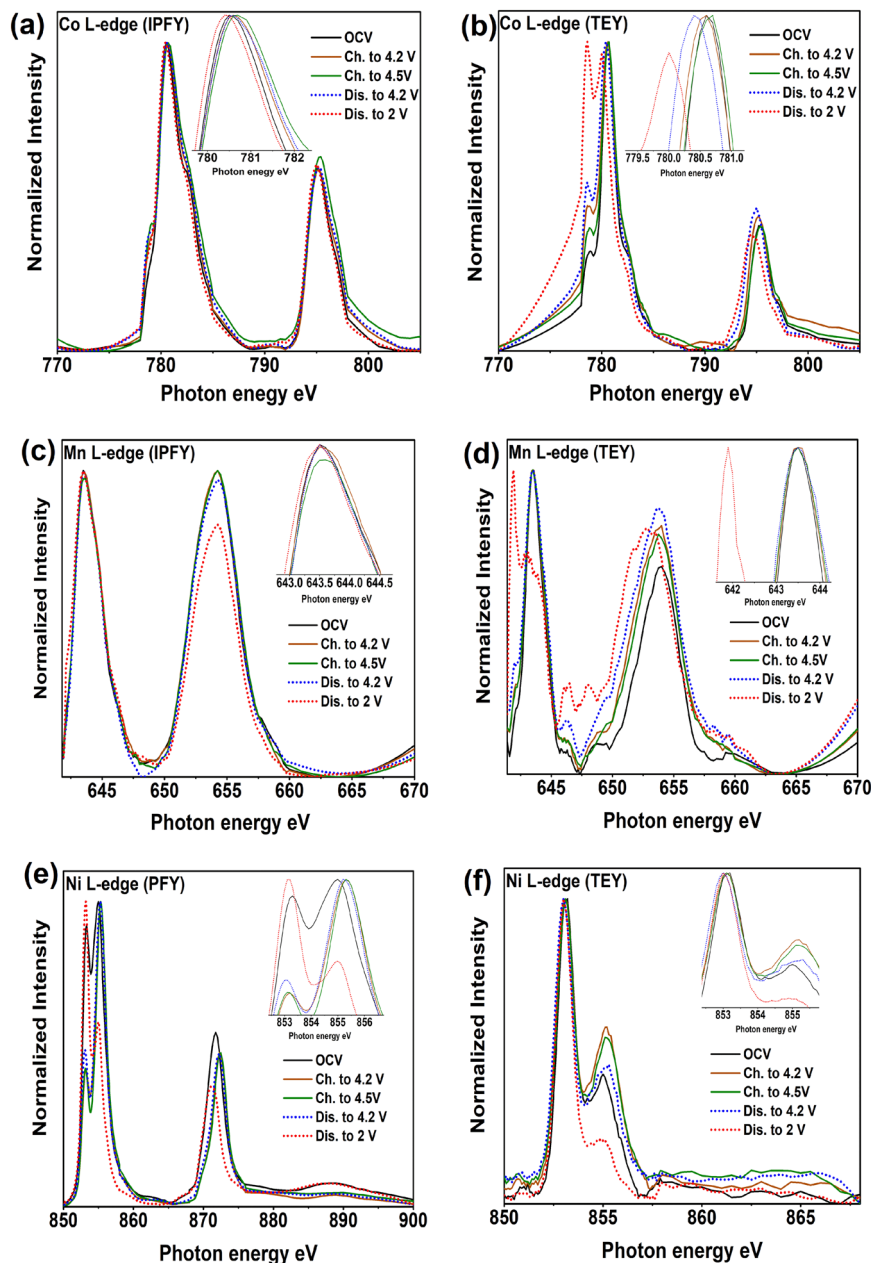 (a)
Co L-edge (IPFY)
OCV
Ch. to 4.2 V
Ch. to 4.5V
Dis. to 4.2 V
Dis. to 2 V
780 781 782
Photon energy eV
Normalized Intensity
770 780 790 800
Photon energy eV
(b)
Co L-edge (TEY)
OCV
Ch. to 4.2 V
Ch. to 4.5V
Dis. to 4.2 V
Dis. to 2 V
779.5 780.0 780.5 781.0
Photon energy eV
Normalized Intensity
770 780 790 800
Photon energy eV
(c)
Mn L-edge (IPFY)
643.0 643.5 644.0 644.5
Photon energy eV
OCV
Ch. to 4.2 V
Ch. to 4.5V
Dis. to 4.2 V
Dis. to 2 V
Normalized Intensity
645 650 655 660 665 670
Photon energy eV
(d)
Mn L-edge (TEY)
642 643 644
Photon energy eV
OCV
Ch. to 4.2 V
Ch. to 4.5V
Dis. to 4.2 V
Dis. to 2 V
Normalized Intensity
645 650 655 660 665 670
Photon energy eV
(e)
Ni L-edge (PFY)
853 854 855 856
Photon energy eV
OCV
Ch. to 4.2 V
Ch. to 4.5V
Dis. to 4.2 V
Dis. to 2 V
Normalized Intensity
850 860 870 880 890 900
Photon energy eV
(f)
Ni L-edge (TEY)
853 854 855
Photon energy eV
OCV
Ch. to 4.2 V
Ch. to 4.5V
Dis. to 4.2 V
Dis. to 2 V
Normalized Intensity
850 855 860 865
Photon energy eV